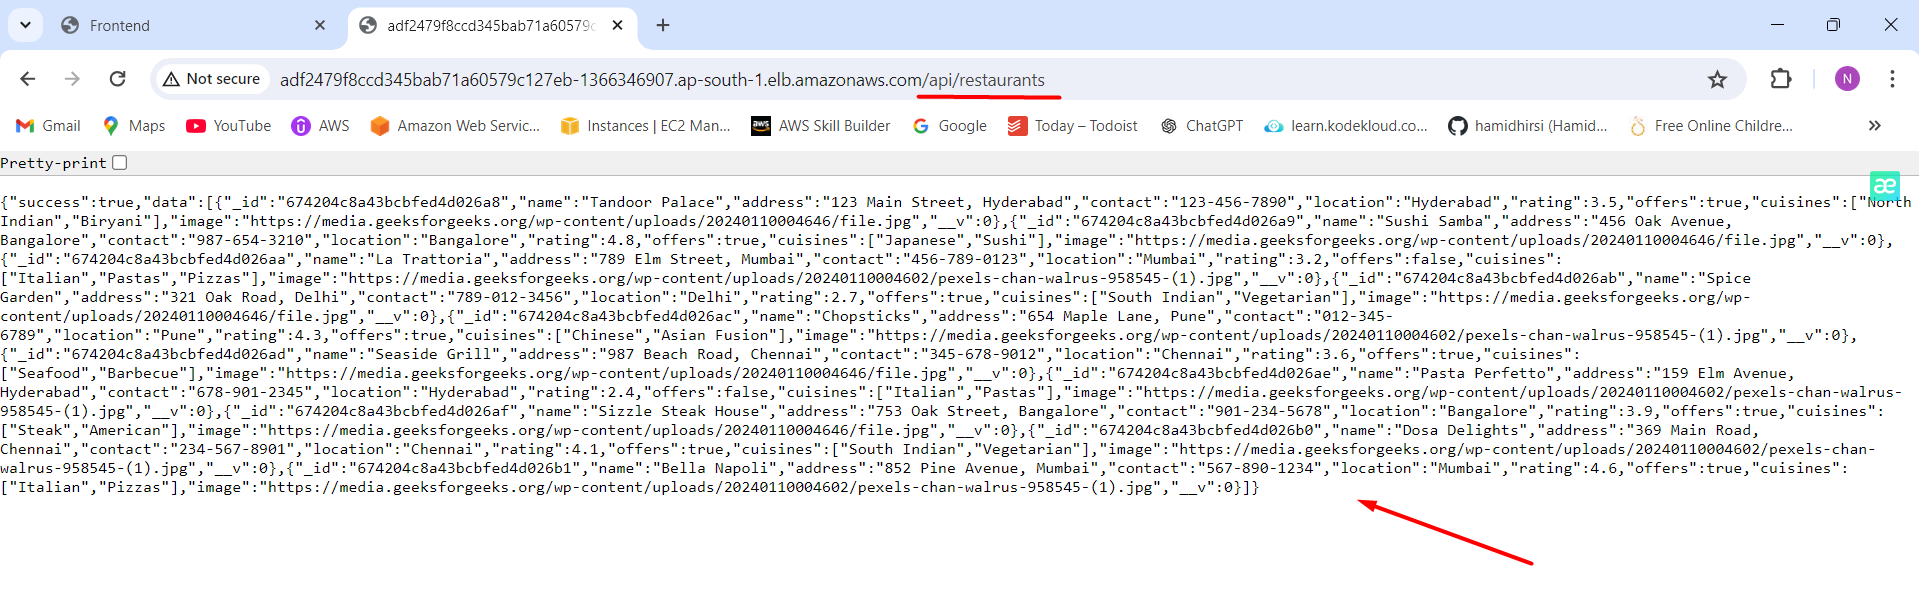 Frontend
adf2479f8ccd345bab71a60579c
Not secure
adf2479f8ccd345bab71a60579c127eb-1366346907.ap-south-1.elb.amazonaws.com/api/restaurants
N
Gmail Maps YouTube AWS Amazon Web Servic... Instances | EC2 Man... AWS Skill Builder Google Today – Todoist ChatGPT learn.kodekloud.co... hamidhirsi (Hamid... Free Online Childre... »
Pretty-print
{"success":true,"data":[{"_id":"674204c8a43bcbfed4d026a8","name":"Tandoor Palace","address":"123 Main Street, Hyderabad","contact":"123-456-7890","location":"Hyderabad","rating":3.5,"offers":true,"cuisines":["North
Indian","Biryani"],"image":"https://media.geeksforgeeks.org/wp-content/uploads/20240110004646/file.jpg","__v":0},{"_id":"674204c8a43bcbfed4d026a9","name":"Sushi Samba","address":"456 Oak Avenue,
Bangalore","contact":"987-654-3210","location":"Bangalore","rating":4.8,"offers":true,"cuisines":["Japanese","Sushi"],"image":"https://media.geeksforgeeks.org/wp-content/uploads/20240110004646/file.jpg","__v":0},
{"_id":"674204c8a43bcbfed4d026aa","name":"La Trattoria","address":"789 Elm Street, Mumbai","contact":"456-789-0123","location":"Mumbai","rating":3.2,"offers":false,"cuisines":
["Italian","Pastas","Pizzas"],"image":"https://media.geeksforgeeks.org/wp-content/uploads/20240110004602/pexels-chan-walrus-958545-(1).jpg","__v":0},{"_id":"674204c8a43bcbfed4d026ab","name":"Spice
Garden","address":"321 Oak Road, Delhi","contact":"789-012-3456","location":"Delhi","rating":2.7,"offers":true,"cuisines":["South Indian","Vegetarian"],"image":"https://media.geeksforgeeks.org/wp-
content/uploads/20240110004646/file.jpg","__v":0},{"_id":"674204c8a43bcbfed4d026ac","name":"Chopsticks","address":"654 Maple Lane, Pune","contact":"012-345-
6789","location":"Pune","rating":4.3,"offers":true,"cuisines":["Chinese","Asian Fusion"],"image":"https://media.geeksforgeeks.org/wp-content/uploads/20240110004602/pexels-chan-walrus-958545-(1).jpg","__v":0},
{"_id":"674204c8a43bcbfed4d026ad","name":"Seaside Grill","address":"987 Beach Road, Chennai","contact":"345-678-9012","location":"Chennai","rating":3.6,"offers":true,"cuisines":
["Seafood","Barbecue"],"image":"https://media.geeksforgeeks.org/wp-content/uploads/20240110004646/file.jpg","__v":0},{"_id":"674204c8a43bcbfed4d026ae","name":"Pasta Perfetto","address":"159 Elm Avenue,
Hyderabad","contact":"678-901-2345","location":"Hyderabad","rating":2.4,"offers":false,"cuisines":["Italian","Pastas"],"image":"https://media.geeksforgeeks.org/wp-content/uploads/20240110004602/pexels-chan-walrus-
958545-(1).jpg","__v":0},{"_id":"674204c8a43bcbfed4d026af","name":"Sizzle Steak House","address":"753 Oak Street, Bangalore","contact":"901-234-5678","location":"Bangalore","rating":3.9,"offers":true,"cuisines":
["Steak","American"],"image":"https://media.geeksforgeeks.org/wp-content/uploads/20240110004646/file.jpg","__v":0},{"_id":"674204c8a43bcbfed4d026b0","name":"Dosa Delights","address":"369 Main Road,
Chennai","contact":"234-567-8901","location":"Chennai","rating":4.1,"offers":true,"cuisines":["South Indian","Vegetarian"],"image":"https://media.geeksforgeeks.org/wp-content/uploads/20240110004602/pexels-chan-
walrus-958545-(1).jpg","__v":0},{"_id":"674204c8a43bcbfed4d026b1","name":"Bella Napoli","address":"852 Pine Avenue, Mumbai","contact":"567-890-1234","location":"Mumbai","rating":4.6,"offers":true,"cuisines":
["Italian","Pizzas"],"image":"https://media.geeksforgeeks.org/wp-content/uploads/20240110004602/pexels-chan-walrus-958545-(1).jpg","__v":0}]}